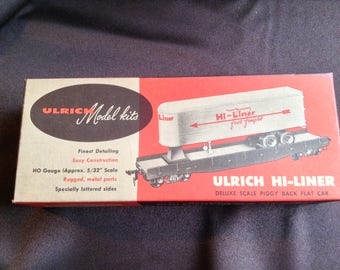 ULRICH Model kits
Finest Detailing
Easy Construction
HO Gauge (Approx. 5/32" Scale
Rugged, metal parts
Specially lettered sides
Liner
Hi-Liner
ULRICH HI-LINER
DELUXE SCALE PIGGY BACK FLAT CAR